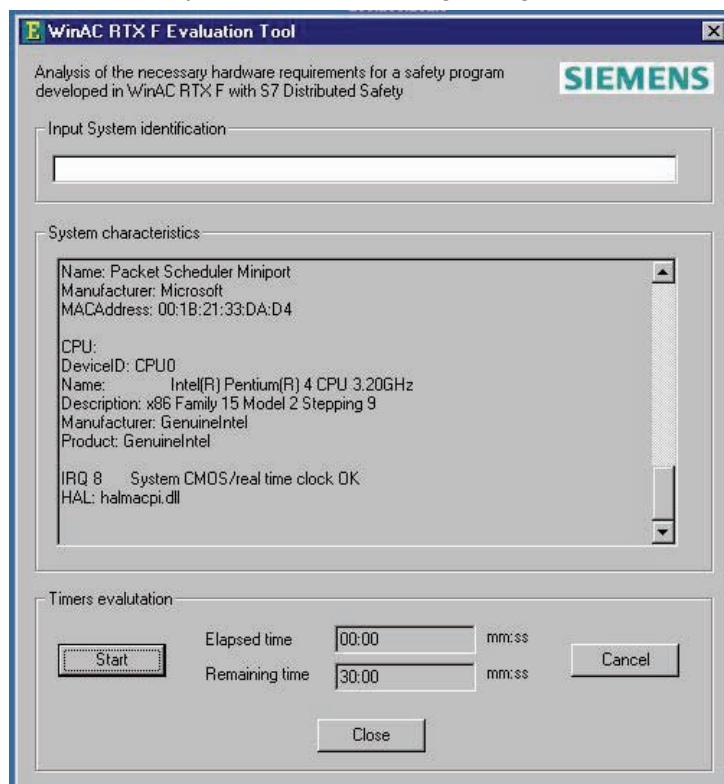 WinAC RTX F Evaluation Tool
Analysis of the necessary hardware requirements for a safety program
developed in WinAC RTX F with S7 Distributed Safety
SIEMENS
Input System identification
System characteristics
Name: Packet Scheduler Miniport
Manufacturer: Microsoft
MACAddress: 00:1B:21:33:DA:D4
CPU:
DeviceID: CPU0
Name: Intel(R) Pentium(R) 4 CPU 3.20GHz
Description: x86 Family 15 Model 2 Stepping 9
Manufacturer: GenuineIntel
Product: GenuineIntel
IRQ 8 System CMOS/real time clock OK
HAL: halmacpi.dll
Timers evalutation
Start
Elapsed time 00:00 mm:ss
Remaining time 30:00 mm:ss
Cancel
Close